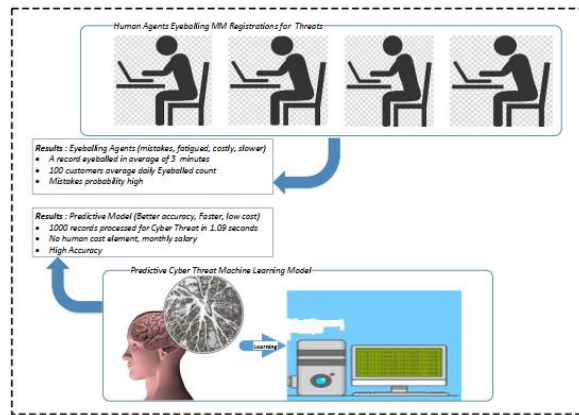 Human Agents Eyeballing MM Registrations for Threats
Results : Eyeballing Agents (mistakes, fatigued, costly, slower)
• A record eyeballed in average of 3 minutes
• 100 customers average daily Eyeballed count
• Mistakes probability high
Results : Predictive Model (Better accuracy, Faster, low cost)
• 1000 records processed for Cyber Threat in 1.09 seconds
• No human cost element, monthly salary
• High Accuracy
Predictive Cyber Threat Machine Learning Model
Learning